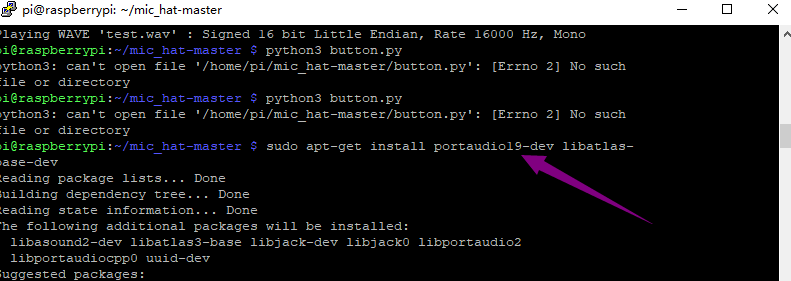 pi@raspberrypi: ~/mic_hat-master
Playing WAVE 'test.wav' : Signed 16 bit Little Endian, Rate 16000 Hz, Mono
pi@raspberrypi:~/mic_hat-master $ python3 button.py
python3: can't open file '/home/pi/mic_hat-master/button.py': [Errno 2] No such
file or directory
pi@raspberrypi:~/mic_hat-master $ python3 button.py
python3: can't open file '/home/pi/mic_hat-master/button.py': [Errno 2] No such
file or directory
pi@raspberrypi:~/mic_hat-master $ sudo apt-get install portaudio19-dev libatlas-
base-dev
Reading package lists... Done
Building dependency tree... Done
Reading state information... Done
The following additional packages will be installed:
libasound2-dev libatlas3-base libjack-dev libjack0 libportaudio2
libportaudiocpp0 uuid-dev
Suggested packages: